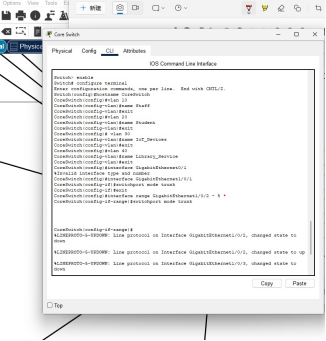 Options View Tools
+ 新建
Physical
Core Switch
Physical Config CLI Attributes
IOS Command Line Interface
Switch> enable
Switch# configure terminal
Enter configuration commands, one per line. End with CNTL/Z.
Switch(config)#hostname CoreSwitch
CoreSwitch(config)#vlan 10
CoreSwitch(config-vlan)#name Staff
CoreSwitch(config-vlan)#exit
CoreSwitch(config)#vlan 20
CoreSwitch(config-vlan)#name Student
CoreSwitch(config-vlan)#exit
CoreSwitch(config)# vlan 30
CoreSwitch(config-vlan)#name IoT_Devices
CoreSwitch(config-vlan)#exit
CoreSwitch(config)#vlan 40
CoreSwitch(config-vlan)#name Library_Service
CoreSwitch(config-vlan)#exit
CoreSwitch(config)#interface GigabitEthernet0/1
%Invalid interface type and number
CoreSwitch(config)#interface GigabitEthernet1/0/1
CoreSwitch(config-if)#switchport mode trunk
CoreSwitch(config-if)#exit
CoreSwitch(config)#interface range GigabitEthernet1/0/2 - 5
CoreSwitch(config-if-range)#switchport mode trunk
CoreSwitch(config-if-range)#
%LINEPROTO-5-UPDOWN: Line protocol on Interface GigabitEthernet1/0/2, changed state to
down
%LINEPROTO-5-UPDOWN: Line protocol on Interface GigabitEthernet1/0/2, changed state to up
%LINEPROTO-5-UPDOWN: Line protocol on Interface GigabitEthernet1/0/3, changed state to
down
Copy Paste
Top